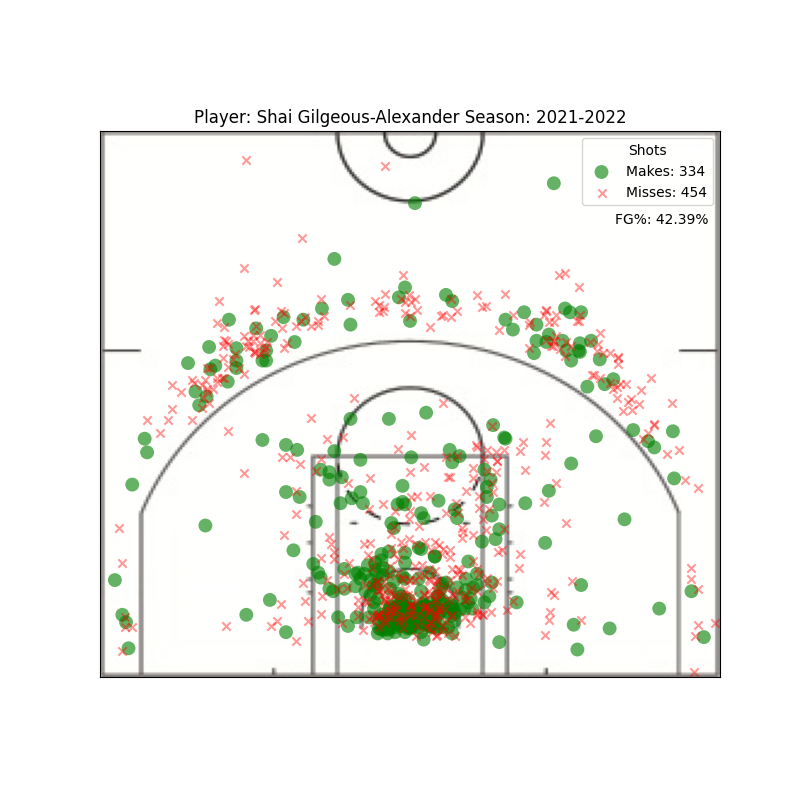 Player: Shai Gilgeous-Alexander Season: 2021-2022
Shots
Makes: 334
Misses: 454
FG%: 42.39%